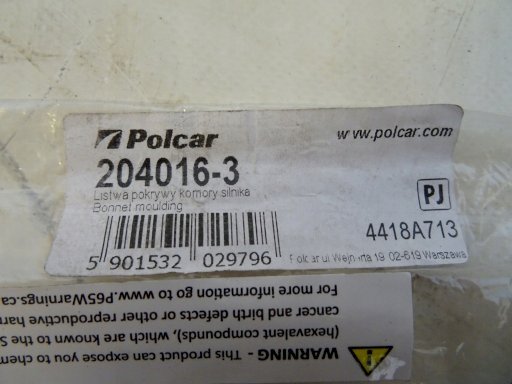 Polcar
www.polcar.com
204016-3
Listwa pokrywy komory silnika
Bonnet moulding
PJ
4418A713
5 901532 029796
Polcar ul. 19 02-619 Warszawa
WARNING - This product can expose you to chem
(hexavalent compounds), which are known to the S
cancer and birth defects or other reproductive har
For more information go to www.P65Warnings.ca